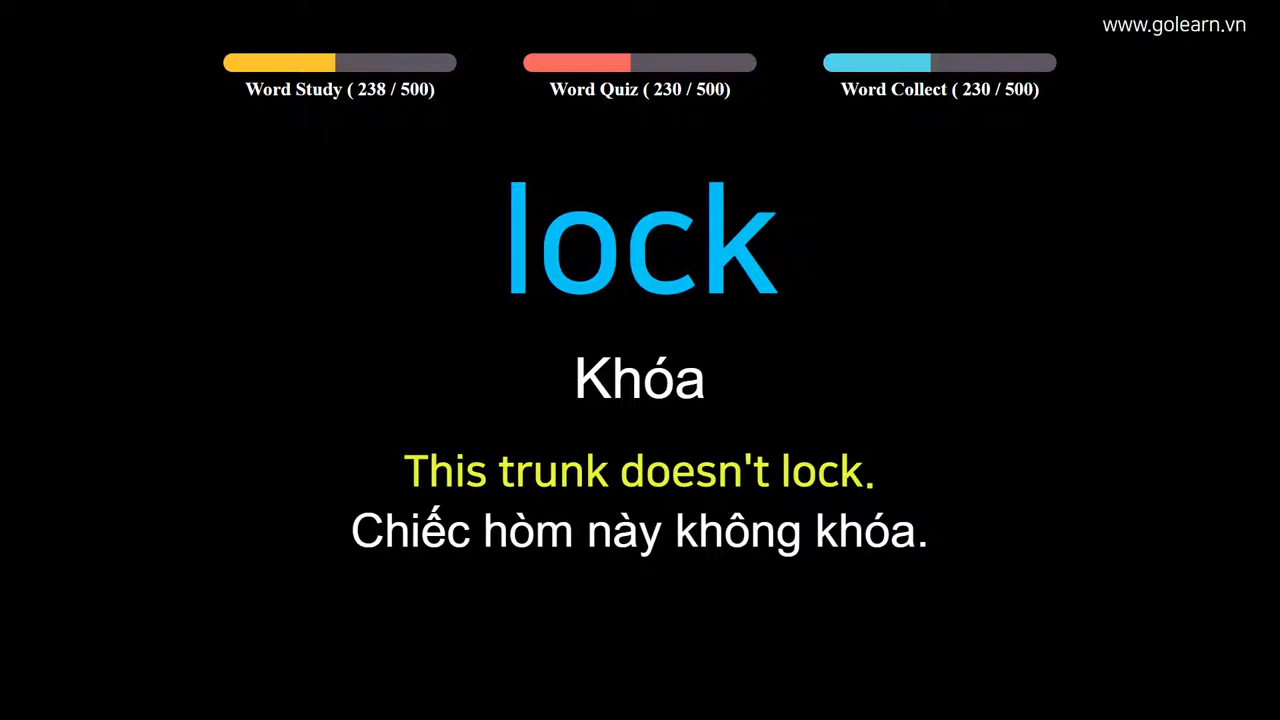 www.golearn.vn
Word Study ( 238 / 500)
Word Quiz ( 230 / 500)
Word Collect ( 230 / 500)
lock
Khóa
This trunk doesn't lock.
Chiếc hòm này không khóa.